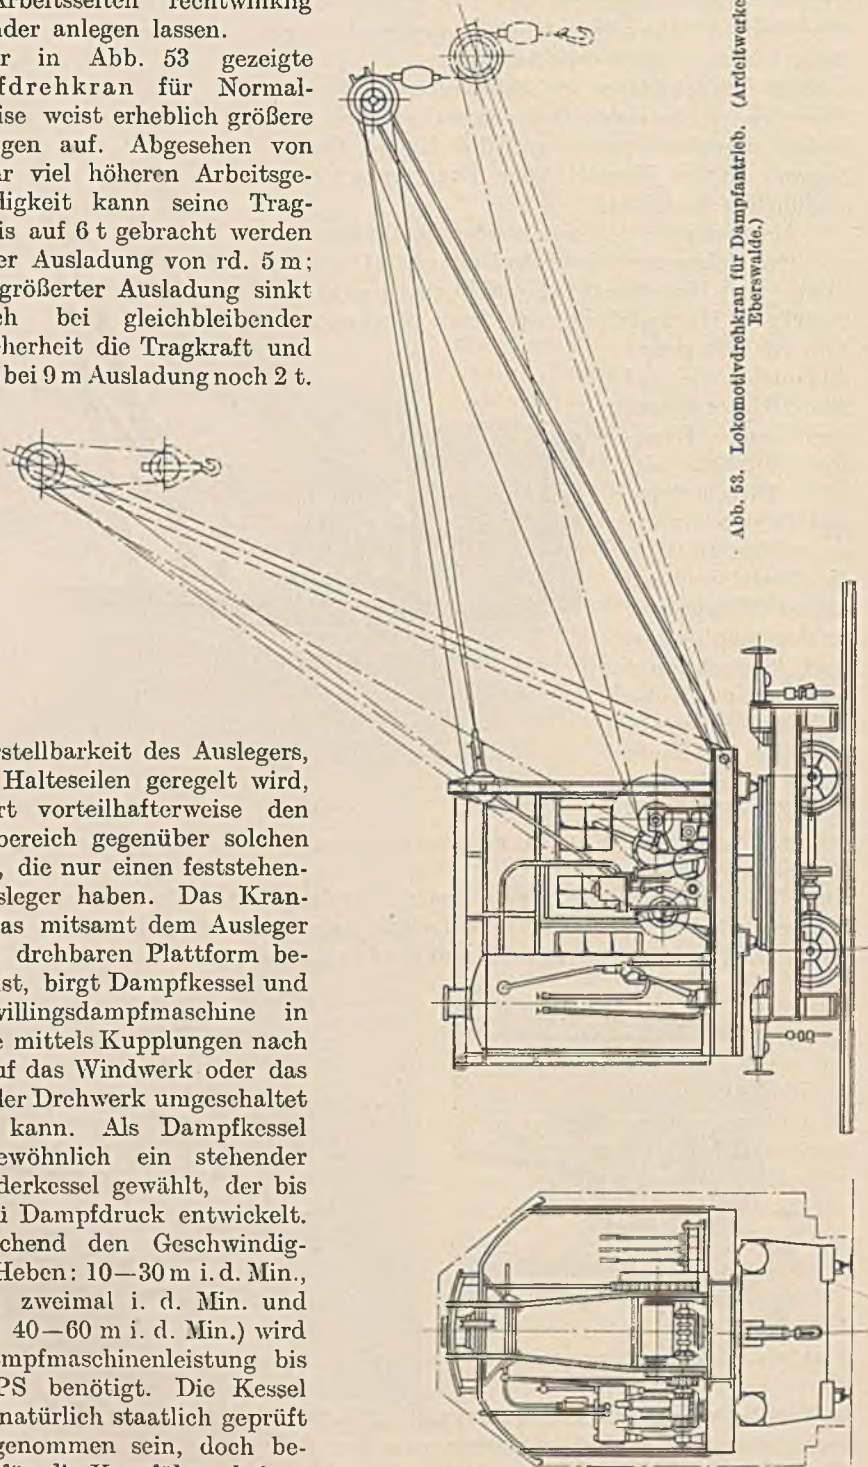 nder anlegen lassen.
r in Abb. 53 gezeigte
fdrehkran für Normal-
ise weist erheblich größere
gen auf. Abgesehen von
r viel höheren Arbeitsge-
digkeit kann seine Trag-
is auf 6 t gebracht werden
er Ausladung von rd. 5 m;
größerter Ausladung sinkt
ch bei gleichbleibender
herheit die Tragkraft und
bei 9 m Ausladung noch 2 t.
Abb. 53. Lokomotivdrehkran für Dampfantrieb. (Ardeltwerke
Eberswalde.)
rstellbarkeit des Auslegers,
Halteseilen geregelt wird,
rt vorteilhafterweise den
bereich gegenüber solchen
, die nur einen feststehen-
sleger haben. Das Kran-
as mitsamt dem Ausleger
drehbaren Plattform be-
ist, birgt Dampfkessel und
willingsdampfmaschine in
e mittels Kupplungen nach
uf das Windwerk oder das
der Drehwerk umgeschaltet
kann. Als Dampfkessel
ewöhnlich ein stehender
derkessel gewählt, der bis
i Dampfdruck entwickelt.
chend den Geschwindig-
Heben: 10—30 m i. d. Min.,
zweimal i. d. Min. und
40—60 m i. d. Min.) wird
mpfmaschinenleistung bis
PS benötigt. Die Kessel
natürlich staatlich geprüft
genommen sein, doch be-